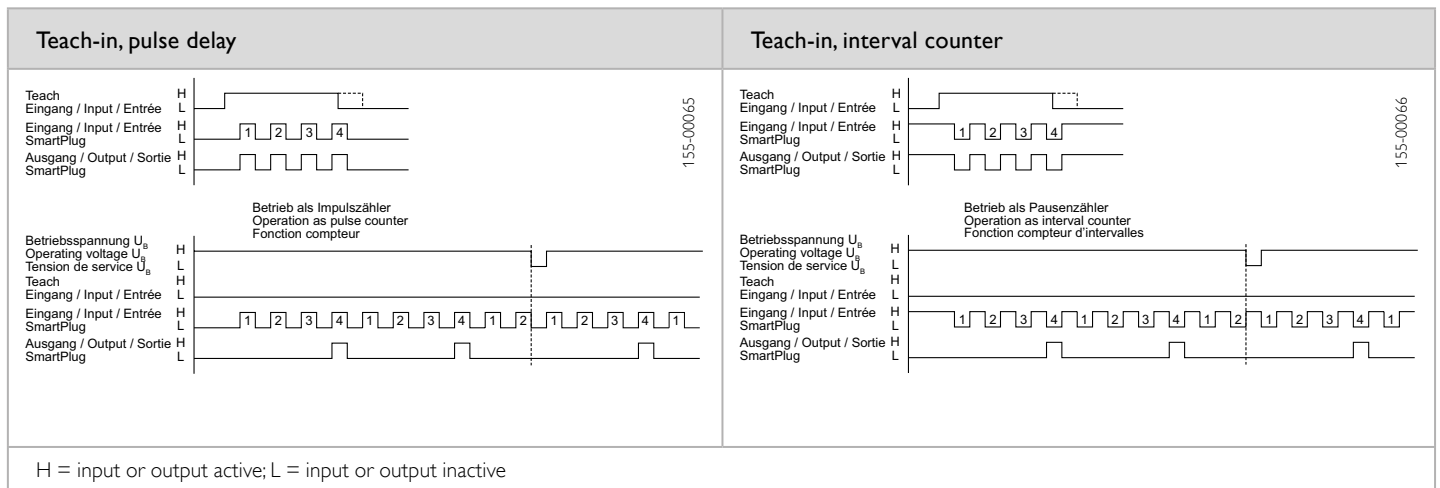 Teach-in, pulse delay
Teach
Eingang / Input / Entrée
H
L
Eingang / Input / Entrée
SmartPlug
H
L
1 2 3 4
Ausgang / Output / Sortie
SmartPlug
H
L
155-00065
Betrieb als Impulszähler
Operation as pulse counter
Fonction compteur
Betriebsspannung UB
Operating voltage UB
Tension de service UB
H
L
Teach
Eingang / Input / Entrée
H
L
Eingang / Input / Entrée
SmartPlug
H
L
1 2 3 4 1 2 3 4 1 2 1 2 3 4 1
Ausgang / Output / Sortie
SmartPlug
H
L
Teach-in, interval counter
Teach
Eingang / Input / Entrée
H
L
Eingang / Input / Entrée
SmartPlug
H
L
1 2 3 4
Ausgang / Output / Sortie
SmartPlug
H
L
155-00066
Betrieb als Pausenzähler
Operation as interval counter
Fonction compteur d'intervalles
Betriebsspannung UB
Operating voltage UB
Tension de service UB
H
L
Teach
Eingang / Input / Entrée
H
L
Eingang / Input / Entrée
SmartPlug
H
L
1 2 3 4 1 2 3 4 1 2 1 2 3 4 1
Ausgang / Output / Sortie
SmartPlug
H
L
H = input or output active; L = input or output inactive